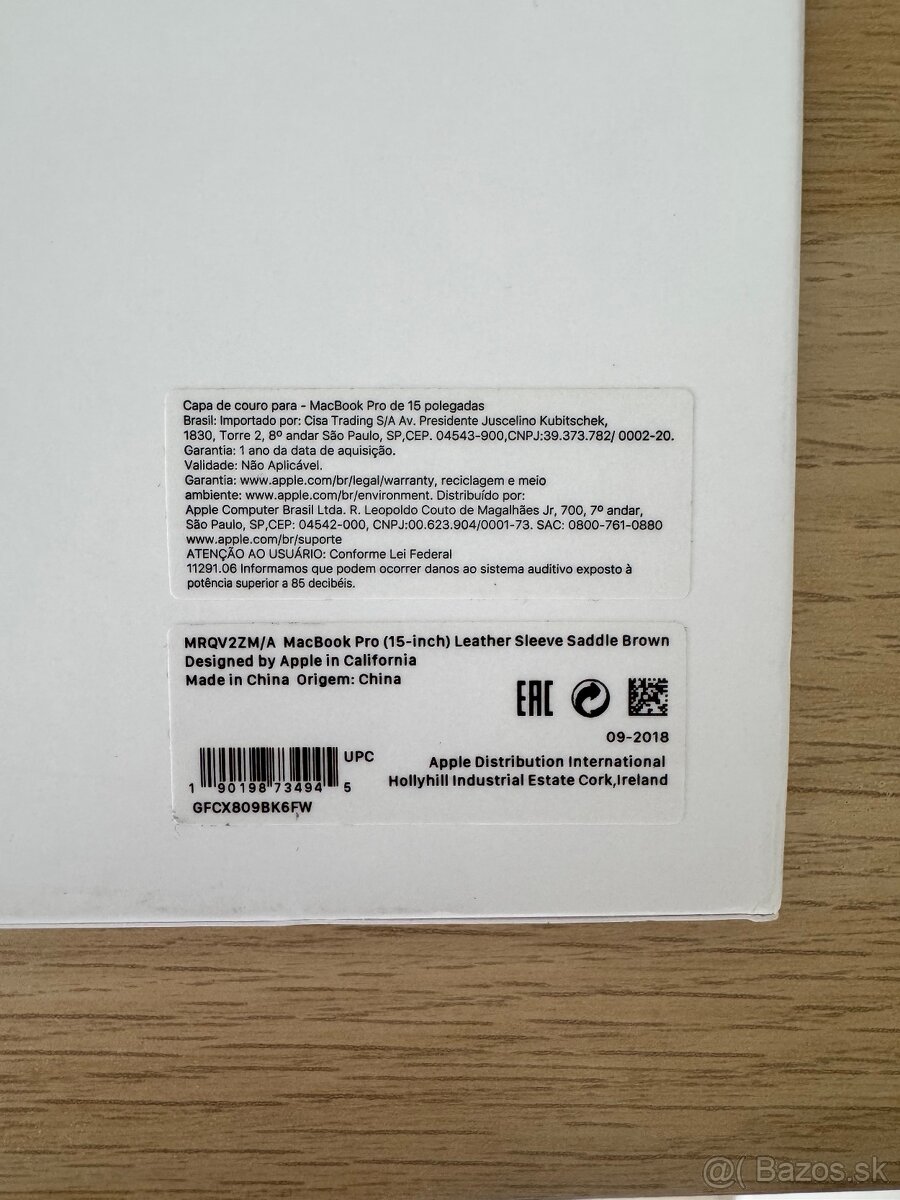 Capa de couro para - MacBook Pro de 15 polegadas
Brasil: Importado por: Cisa Trading S/A Av. Presidente Juscelino Kubitschek,
1830, Torre 2, 8º andar São Paulo, SP,CEP. 04543-900,CNPJ:39.373.782/ 0002-20.
Garantia: 1 ano da data de aquisição.
Validade: Não Aplicável.
Garantia: www.apple.com/br/legal/warranty, reciclagem e meio
ambiente: www.apple.com/br/environment. Distribuído por:
Apple Computer Brasil Ltda. R. Leopoldo Couto de Magalhães Jr, 700, 7º andar,
São Paulo, SP,CEP: 04542-000, CNPJ:00.623.904/0001-73. SAC: 0800-761-0880
www.apple.com/br/suporte
ATENÇÃO AO USUÁRIO: Conforme Lei Federal
11291.06 Informamos que podem ocorrer danos ao sistema auditivo exposto à
potência superior a 85 decibéis.
MRQV2ZM/A MacBook Pro (15-inch) Leather Sleeve Saddle Brown
Designed by Apple in California
Made in China Origem: China
EAC
09-2018
UPC
1 90198 73494 5
GFCX809BK6FW
Apple Distribution International
Hollyhill Industrial Estate Cork,Ireland
@( Bazos.sk